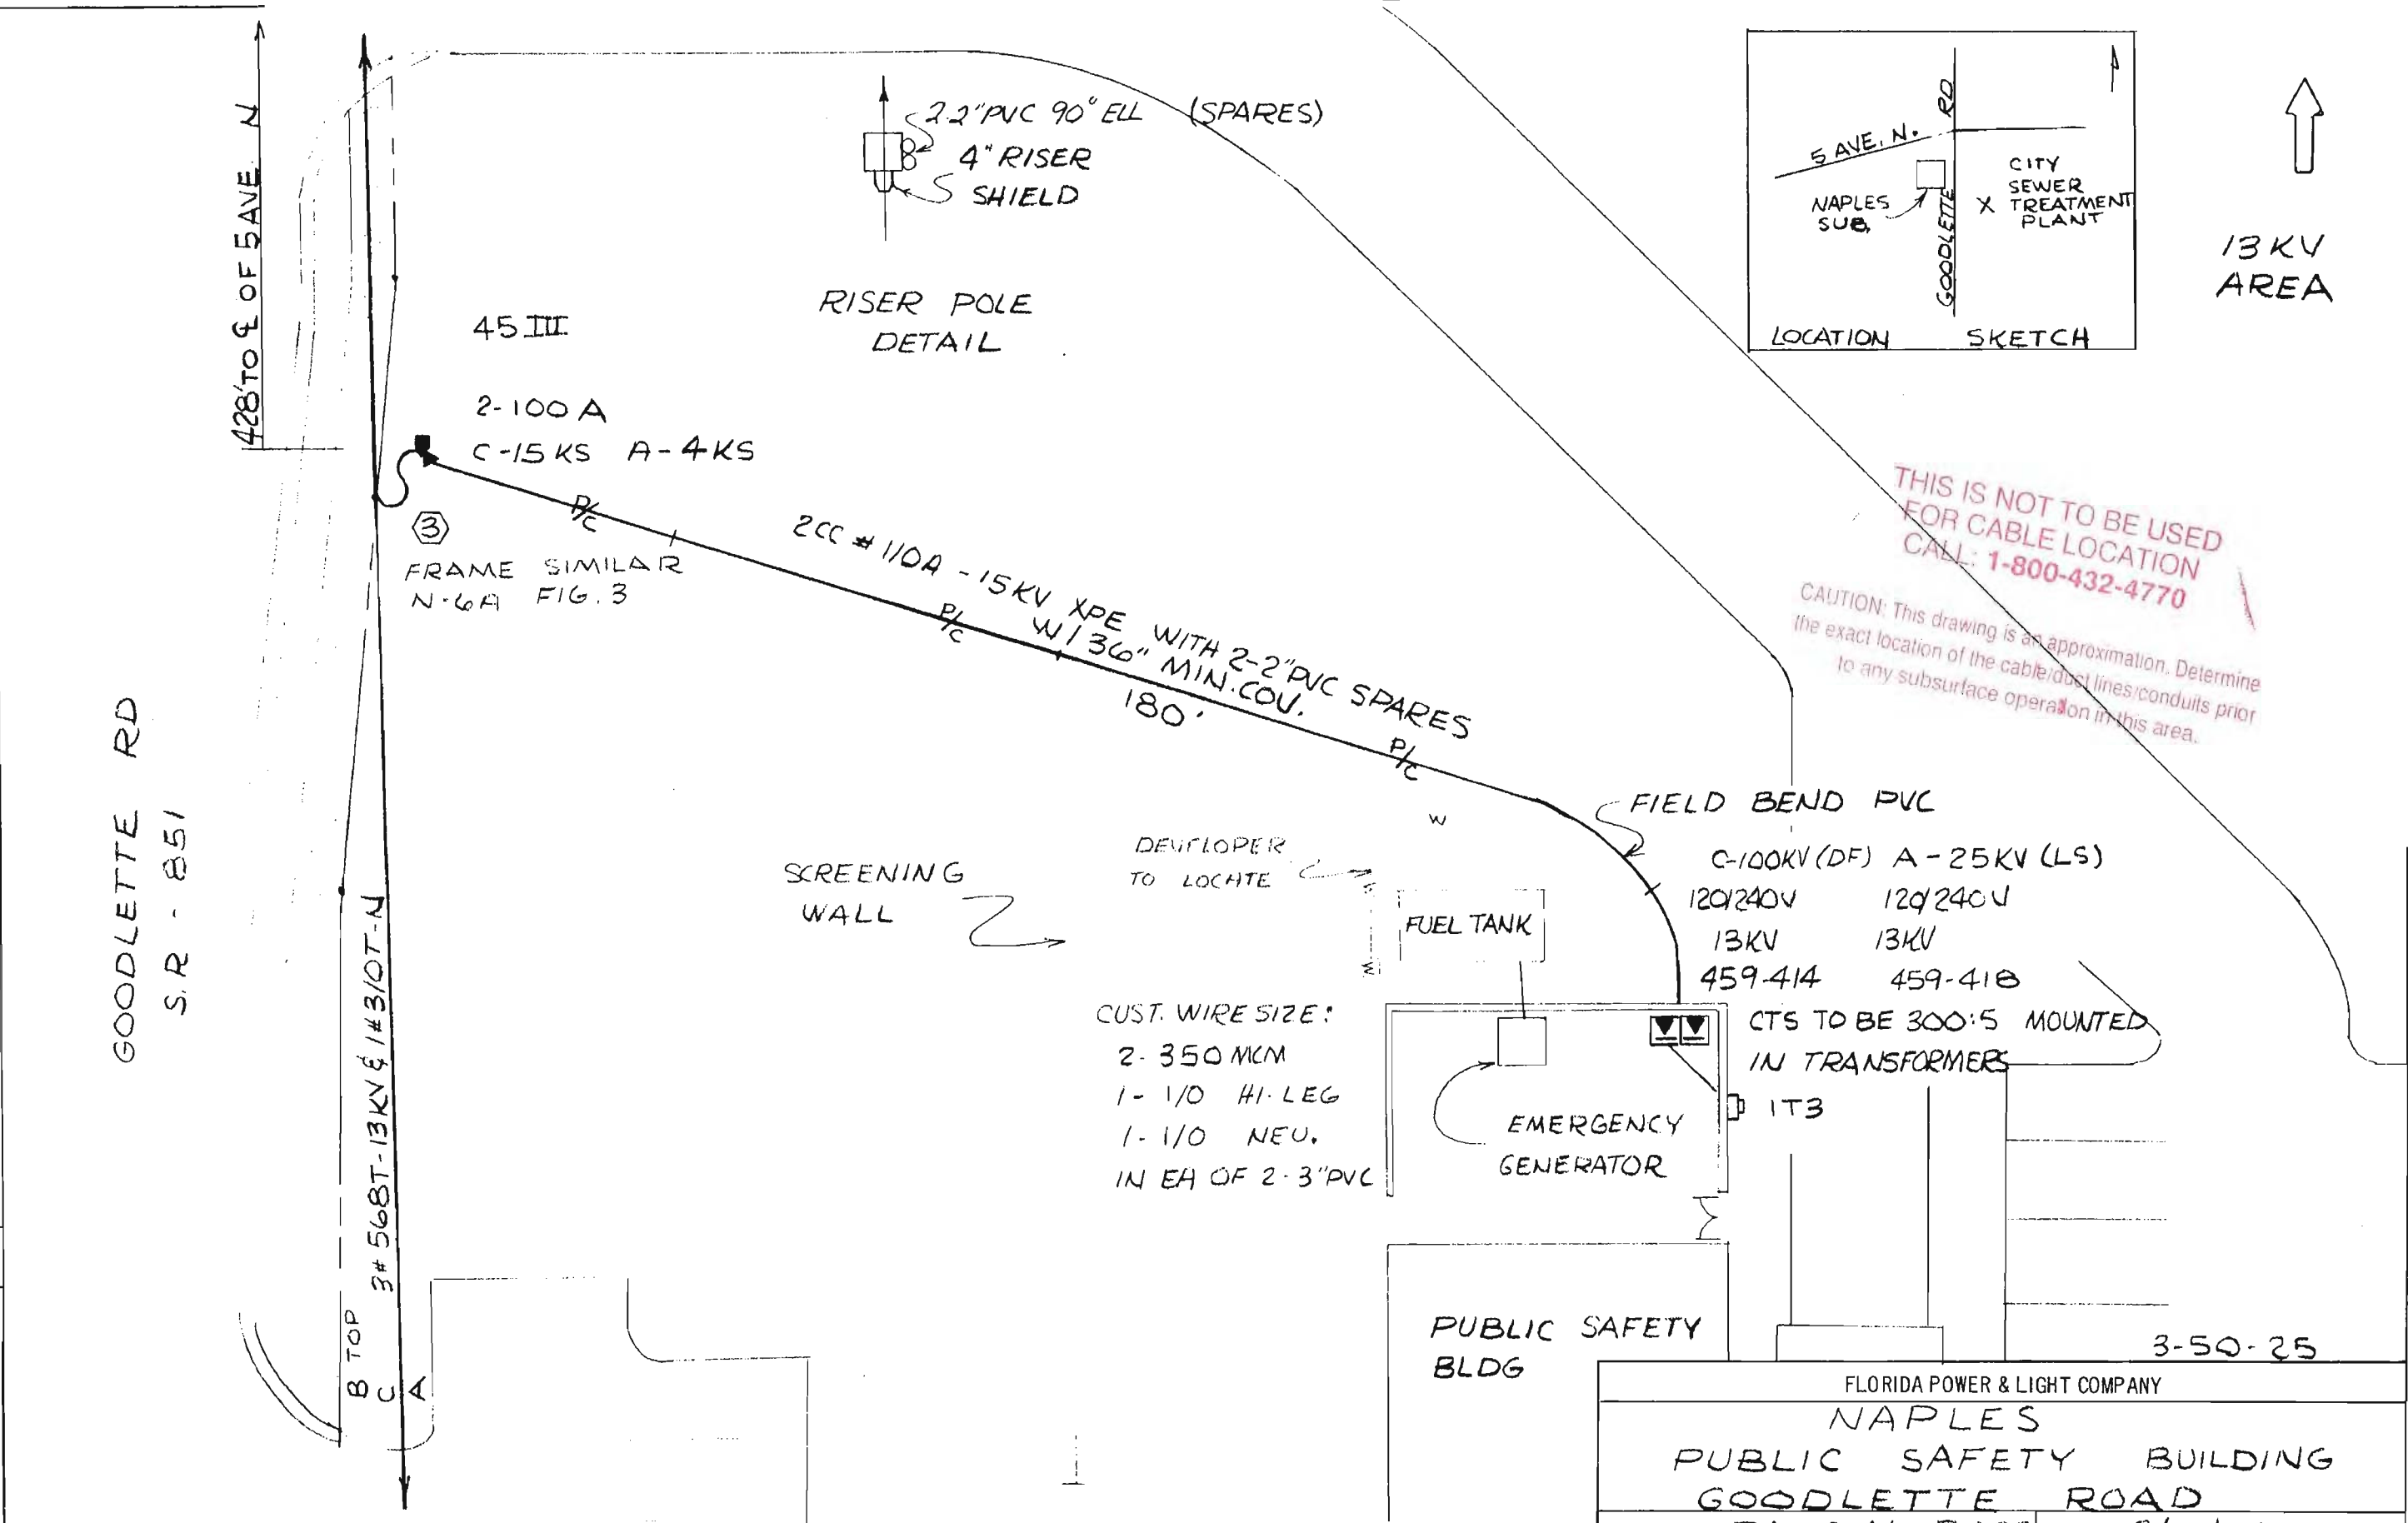 428' TO ℄ OF 5 AVE N
2-2" PVC 90° ELL (SPARES)
4" RISER
SHIELD
RISER POLE
DETAIL
5 AVE, N.
GOODLETTE RD
NAPLES
SUB.
CITY
SEWER
X TREATMENT
PLANT
LOCATION SKETCH
13 KV
AREA
45 III
2-100 A
C-15 KS A-4 KS
3
FRAME SIMILAR
N-6A FIG. 3
P/C
P/C
P/C
2CC # 1/0A - 15 KV XPE WITH 2-2" PVC SPARES
W/ 36" MIN. COV.
180'
THIS IS NOT TO BE USED
FOR CABLE LOCATION
CALL: 1-800-432-4770
CAUTION: This drawing is an approximation. Determine
the exact location of the cable/duct lines/conduits prior
to any subsurface operation in this area.
GOODLETTE RD
S.R - 851
3# 568BT-13KV & 1#3/0T-N
B TOP
C
A
SCREENING
WALL
DEVELOPER
TO LOCATE
W
W
FUEL TANK
FIELD BEND PVC
C-100KV (DF) A-25KV (LS)
120/240V 120/240V
13KV 13KV
459-414 459-418
CTS TO BE 300:5 MOUNTED
IN TRANSFORMERS
1T3
CUST. WIRE SIZE:
2- 350 MCM
1- 1/0 HI-LEG
1- 1/0 NEU.
IN EA OF 2-3" PVC
EMERGENCY
GENERATOR
PUBLIC SAFETY
BLDG
3-50-25
FLORIDA POWER & LIGHT COMPANY
NAPLES
PUBLIC SAFETY BUILDING
GOODLETTE ROAD